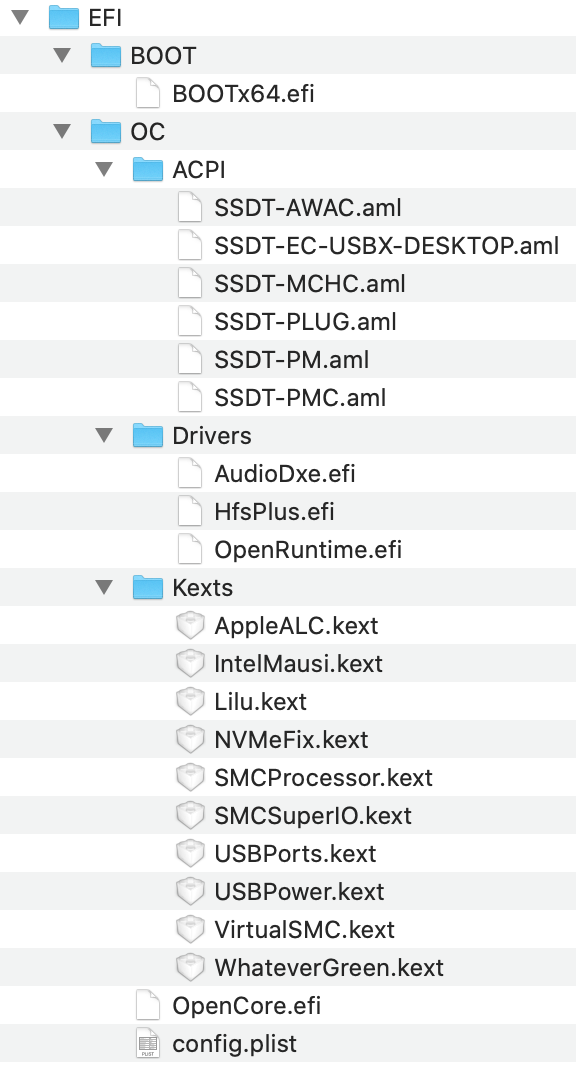 EFI
BOOT
BOOTx64.efi
OC
ACPI
SSDT-AWAC.aml
SSDT-EC-USBX-DESKTOP.aml
SSDT-MCHC.aml
SSDT-PLUG.aml
SSDT-PM.aml
SSDT-PMC.aml
Drivers
AudioDxe.efi
HfsPlus.efi
OpenRuntime.efi
Kexts
AppleALC.kext
IntelMausi.kext
Lilu.kext
NVMeFix.kext
SMCProcessor.kext
SMCSuperIO.kext
USBPorts.kext
USBPower.kext
VirtualSMC.kext
WhateverGreen.kext
OpenCore.efi
PLIST config.plist